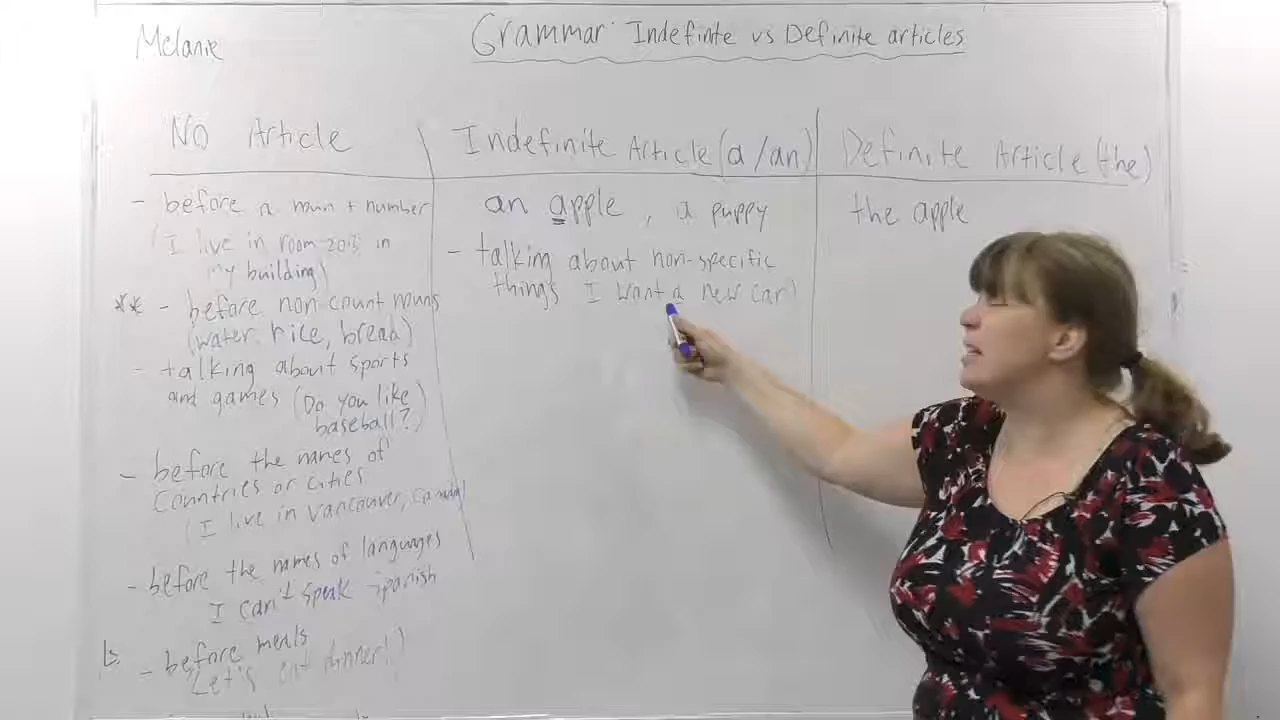 Melanie
Grammar: Indefinite vs Definite articles
No Article
- before a noun + number
(I live in room 203 in
my building)
** - before non count nouns
(water, rice, bread)
- talking about sports
and games (Do you like
baseball?)
- before the names of
Countries or cities
(I live in Vancouver, Canada)
- before the names of languages
I can't speak Spanish
- before meals
Let's eat dinner!
Indefinite Article (a/an)
an apple, a puppy
- talking about non-specific
things I want a new car)
Definite Article (the)
the apple